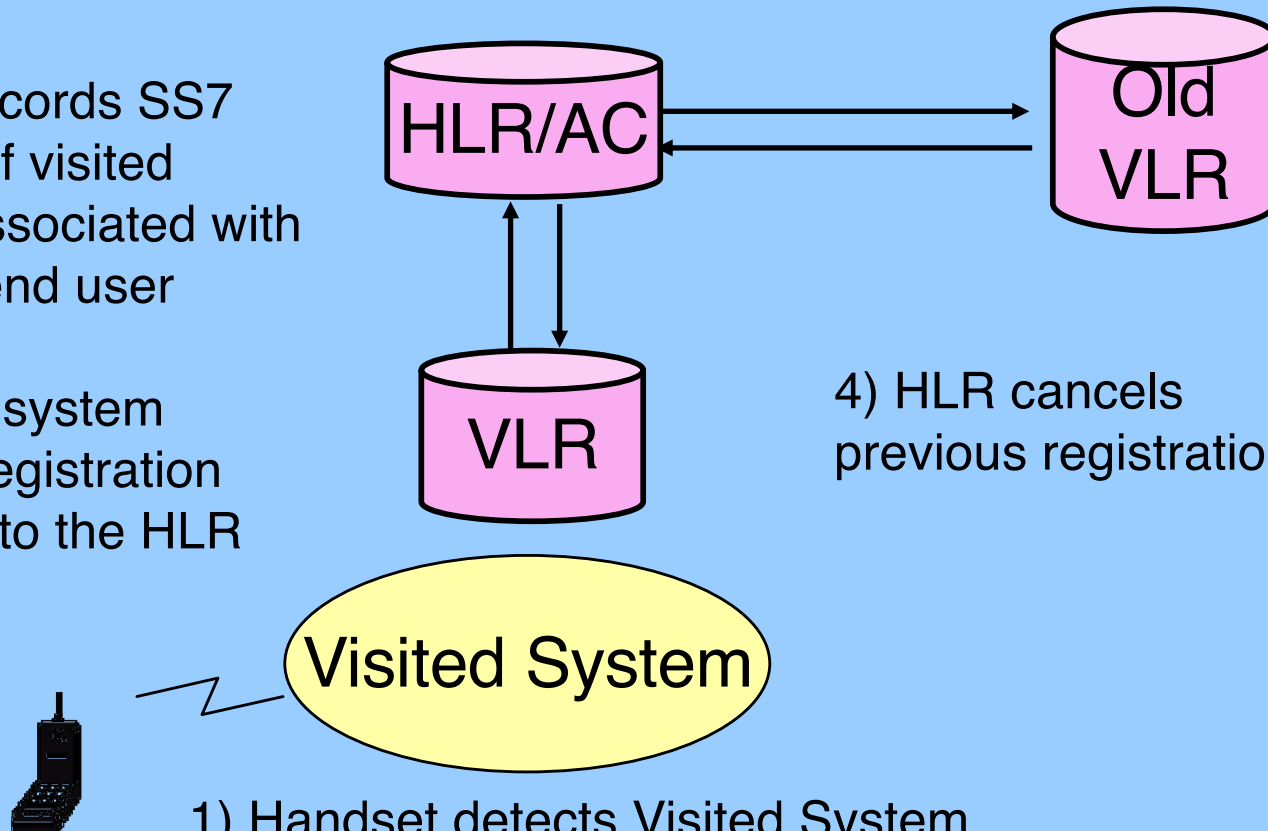 cords SS7
f visited
ssociated with
end user
system
egistration
to the HLR
HLR/AC
Old
VLR
VLR
4) HLR cancels
previous registratio
Visited System
1) Handset detects Visited System